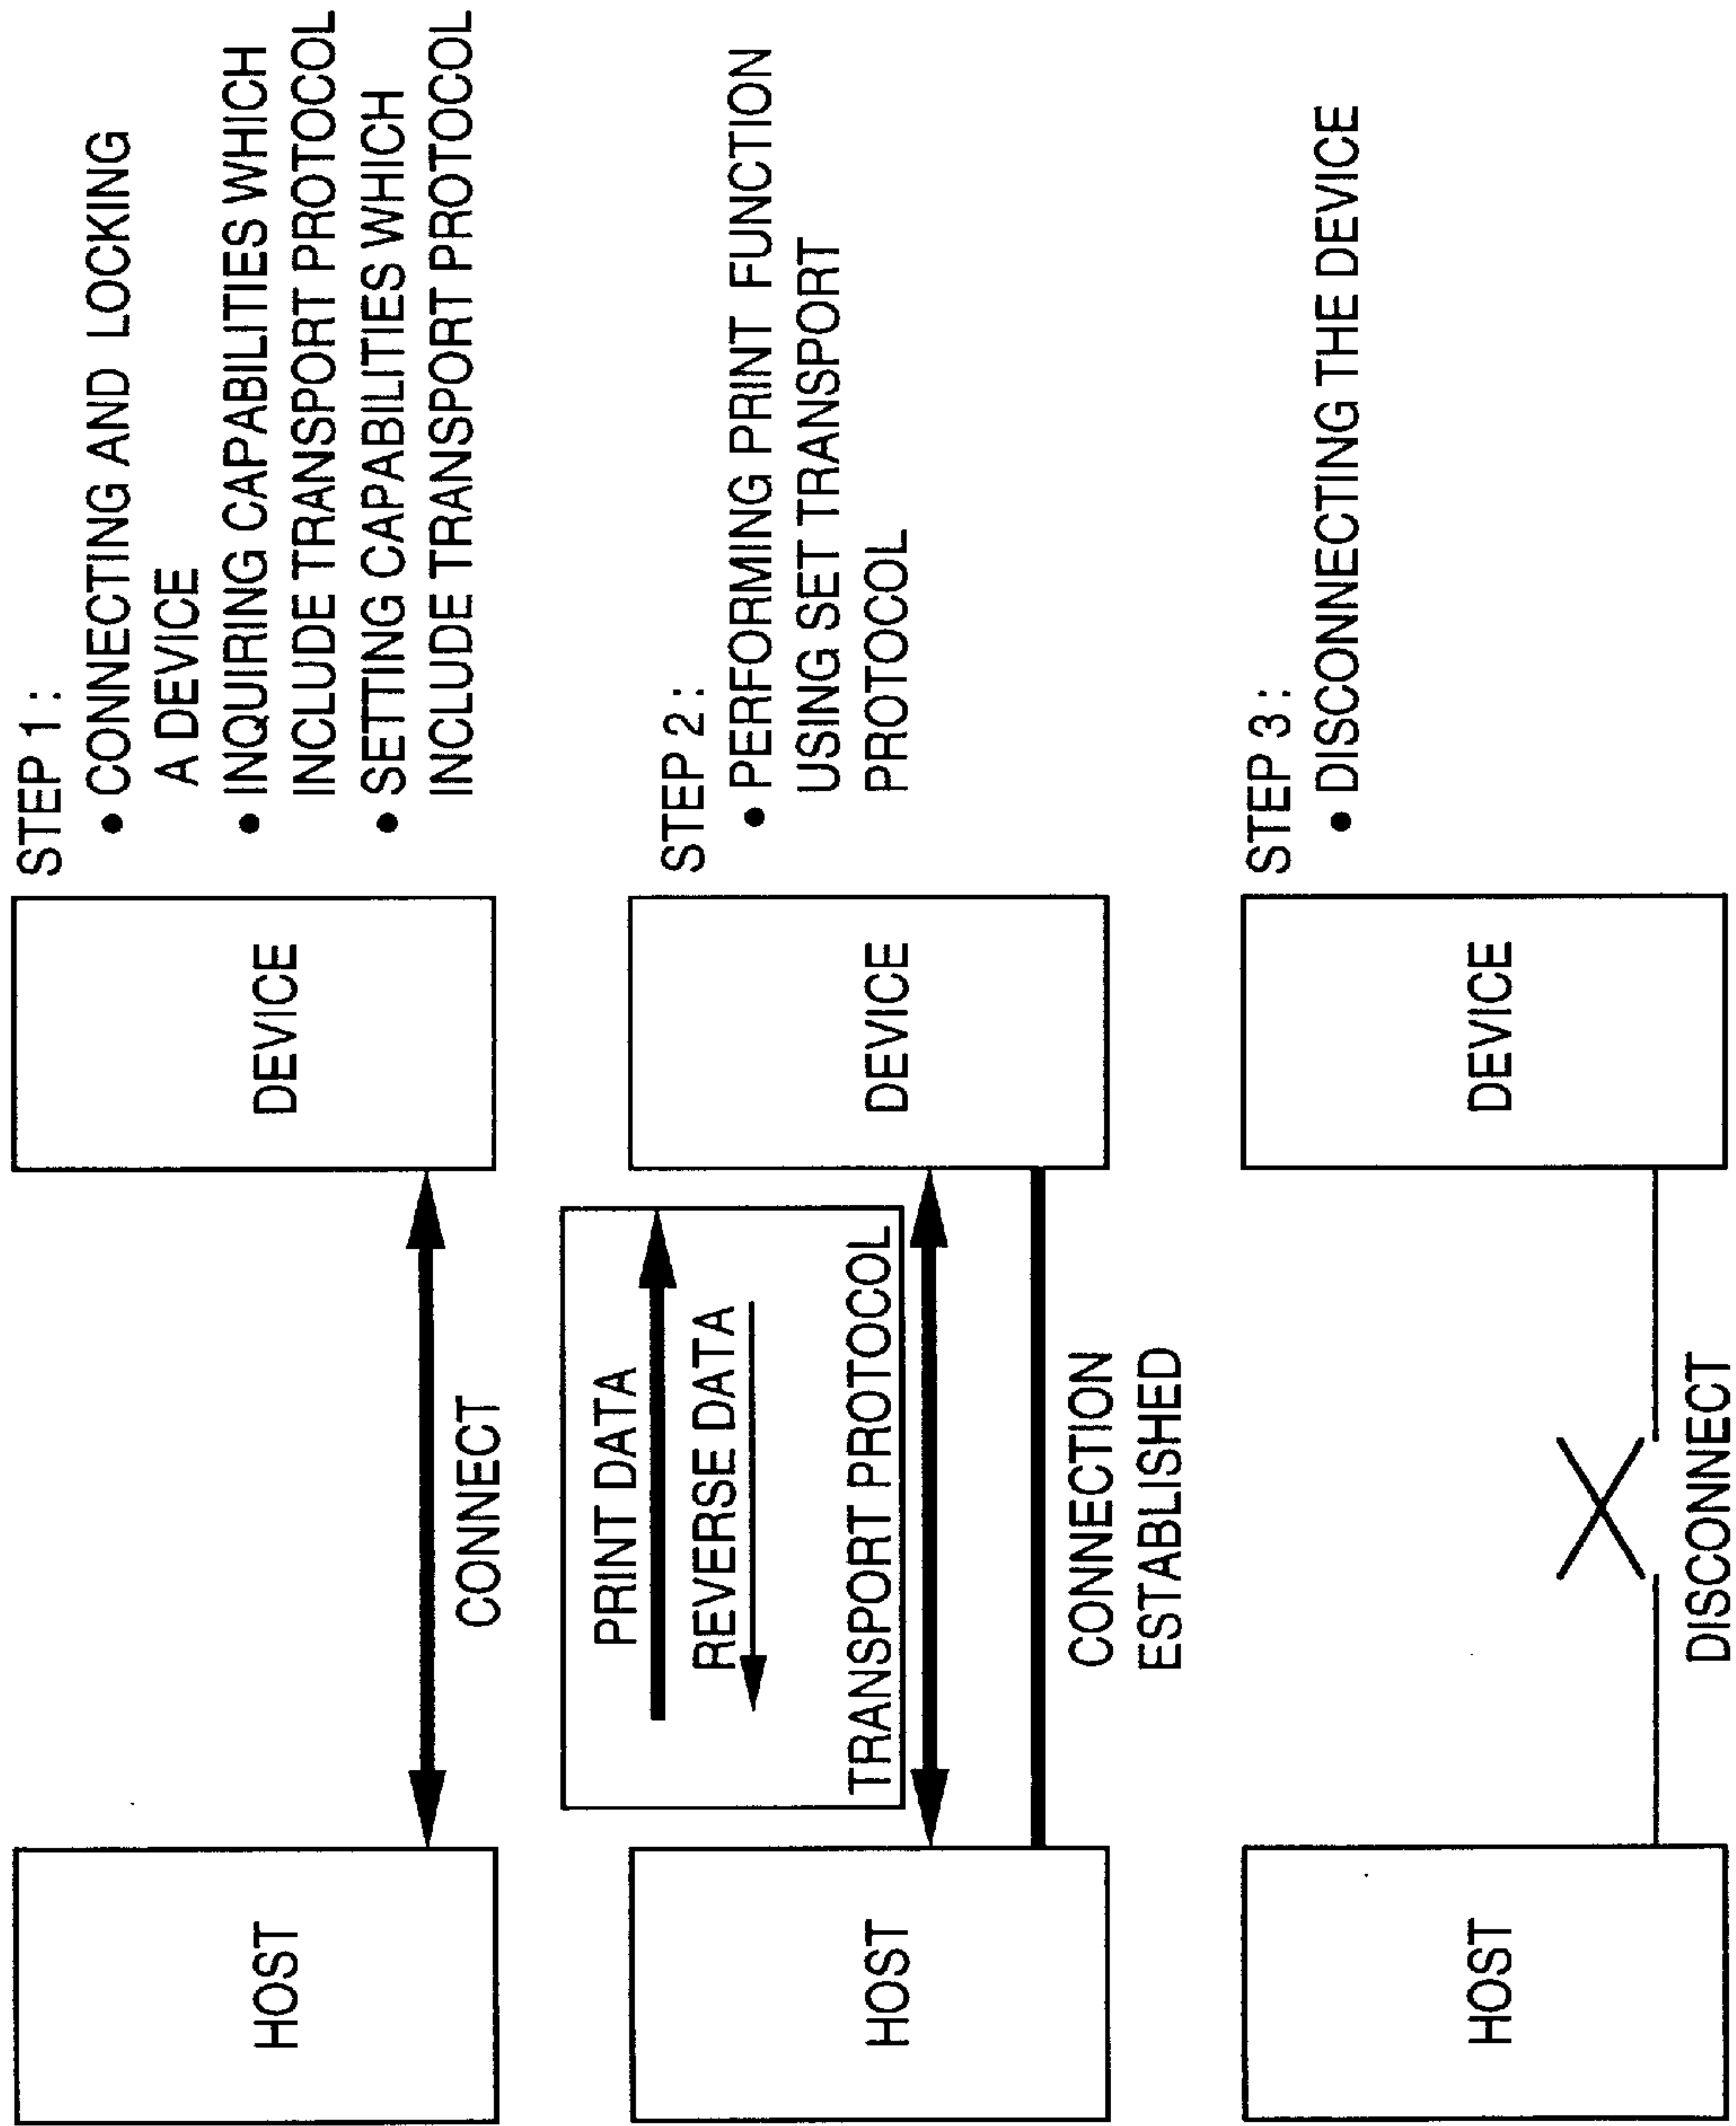 HOST
CONNECT
DEVICE
STEP 1 :
• CONNECTING AND LOCKING
A DEVICE
• INQUIRING CAPABILITIES WHICH
INCLUDE TRANSPORT PROTOCOL
• SETTING CAPABILITIES WHICH
INCLUDE TRANSPORT PROTOCOL
HOST
PRINT DATA
REVERSE DATA
TRANSPORT PROTOCOL
CONNECTION
ESTABLISHED
DEVICE
STEP 2 :
• PERFORMING PRINT FUNCTION
USING SET TRANSPORT
PROTOCOL
HOST
DISCONNECT
DEVICE
STEP 3 :
• DISCONNECTING THE DEVICE